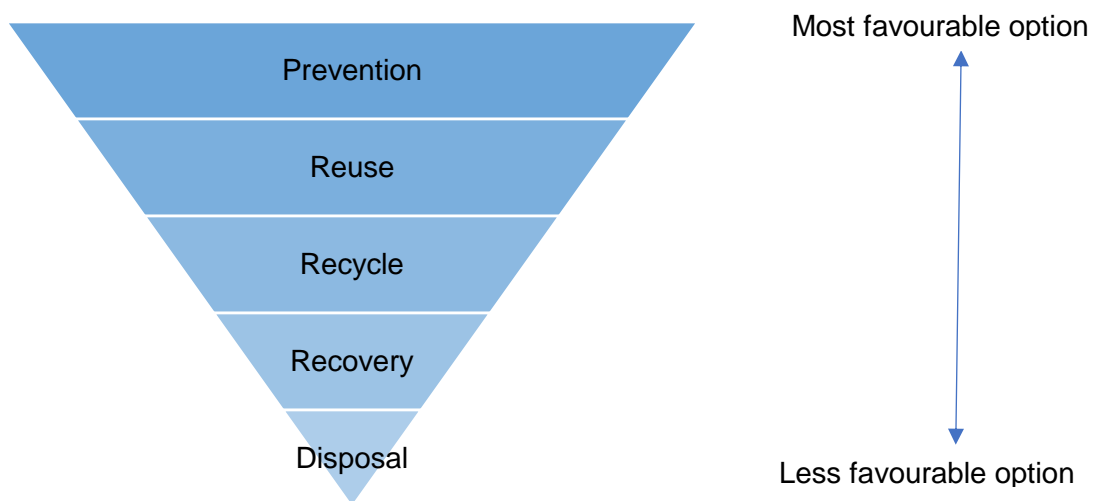 Most favourable option
Prevention
Reuse
Recycle
Recovery
Disposal
Less favourable option